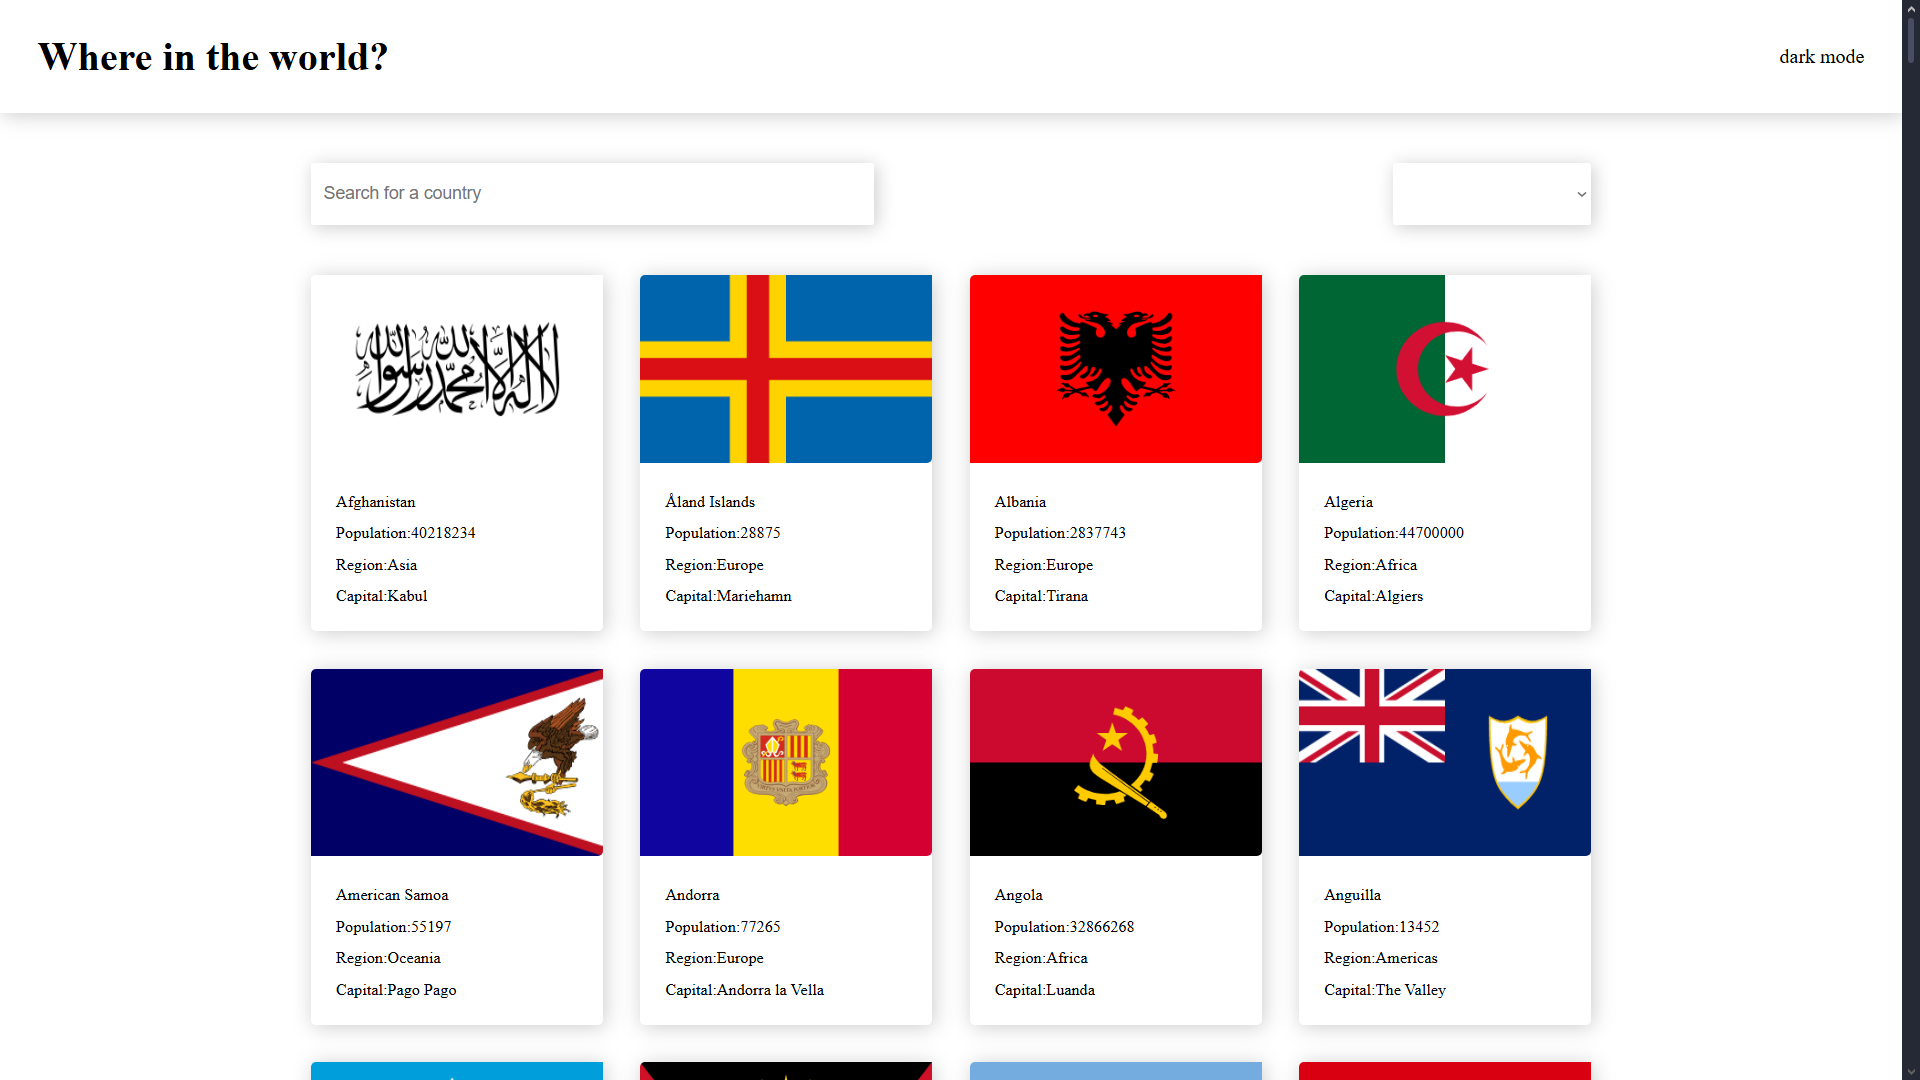 Where in the world?
dark mode
Search for a country
لا إله إلا الله محمد رسول الله
Afghanistan
Population:40218234
Region:Asia
Capital:Kabul
Åland Islands
Population:28875
Region:Europe
Capital:Mariehamn
Albania
Population:2837743
Region:Europe
Capital:Tirana
Algeria
Population:44700000
Region:Africa
Capital:Algiers
American Samoa
Population:55197
Region:Oceania
Capital:Pago Pago
Andorra
Population:77265
Region:Europe
Capital:Andorra la Vella
Angola
Population:32866268
Region:Africa
Capital:Luanda
Anguilla
Population:13452
Region:Americas
Capital:The Valley